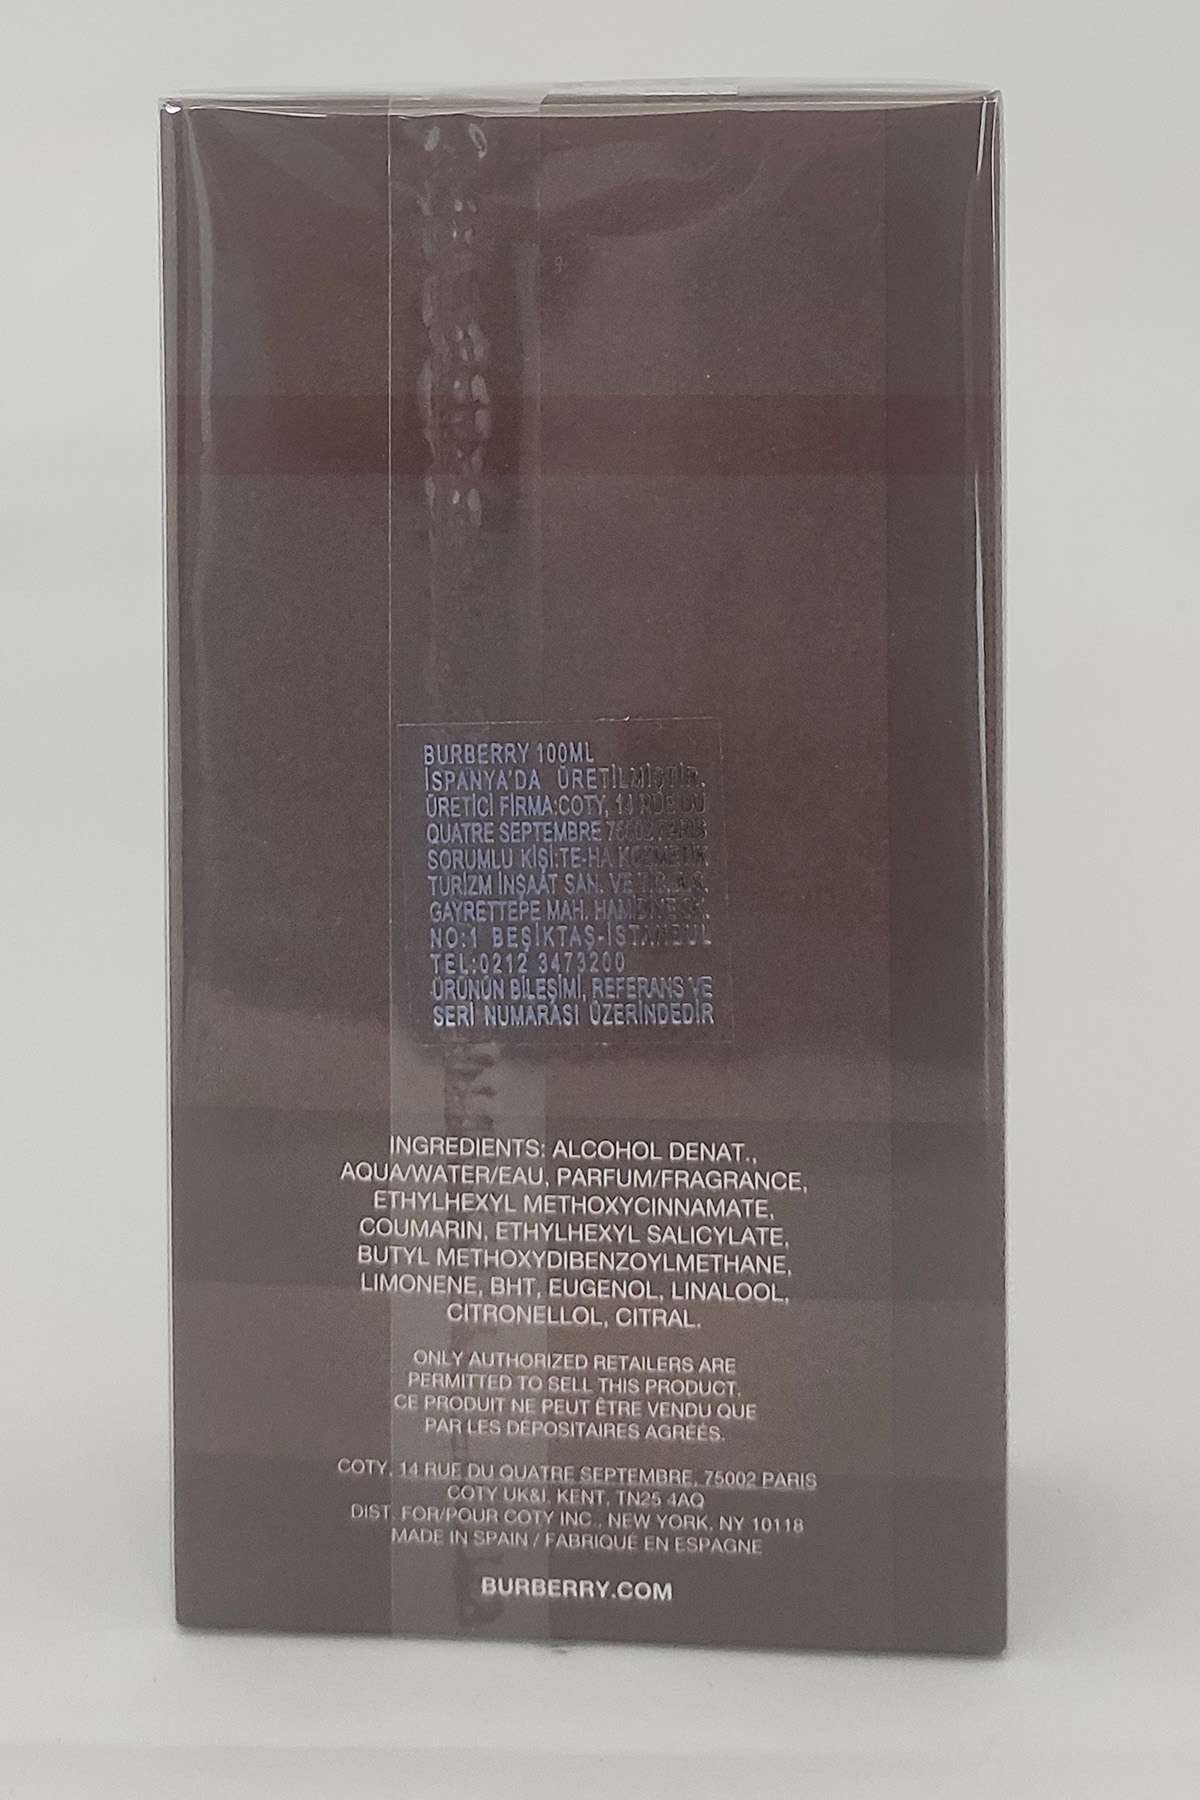 BURBERRY 100ML
İSPANYA'DA ÜRETİLMİŞTİR.
ÜRETİCİ FİRMA:COTY, 14 RUE DU
QUATRE SEPTEMBRE 75002 PARIS
SORUMLU KİŞİ:TE-HA KOZMETİK
TURİZM İNŞAAT SAN. VE TİC. A.Ş.
GAYRETTEPE MAH. HAMİDİYE SK.
NO:1 BEŞİKTAŞ-İSTANBUL
TEL:0212 3473200
ÜRÜNÜN BİLEŞİMİ, REFERANS VE
SERİ NUMARASI ÜZERİNDEDİR
INGREDIENTS: ALCOHOL DENAT.,
AQUA/WATER/EAU, PARFUM/FRAGRANCE,
ETHYLHEXYL METHOXYCINNAMATE,
COUMARIN, ETHYLHEXYL SALICYLATE,
BUTYL METHOXYDIBENZOYLMETHANE,
LIMONENE, BHT, EUGENOL, LINALOOL,
CITRONELLOL, CITRAL.
ONLY AUTHORIZED RETAILERS ARE
PERMITTED TO SELL THIS PRODUCT.
CE PRODUIT NE PEUT ÊTRE VENDU QUE
PAR LES DÉPOSITAIRES AGRÉÉS.
COTY, 14 RUE DU QUATRE SEPTEMBRE, 75002 PARIS
COTY UK&I, KENT, TN25 4AQ
DIST. FOR/POUR COTY INC., NEW YORK, NY 10118
MADE IN SPAIN / FABRIQUÉ EN ESPAGNE
BURBERRY.COM